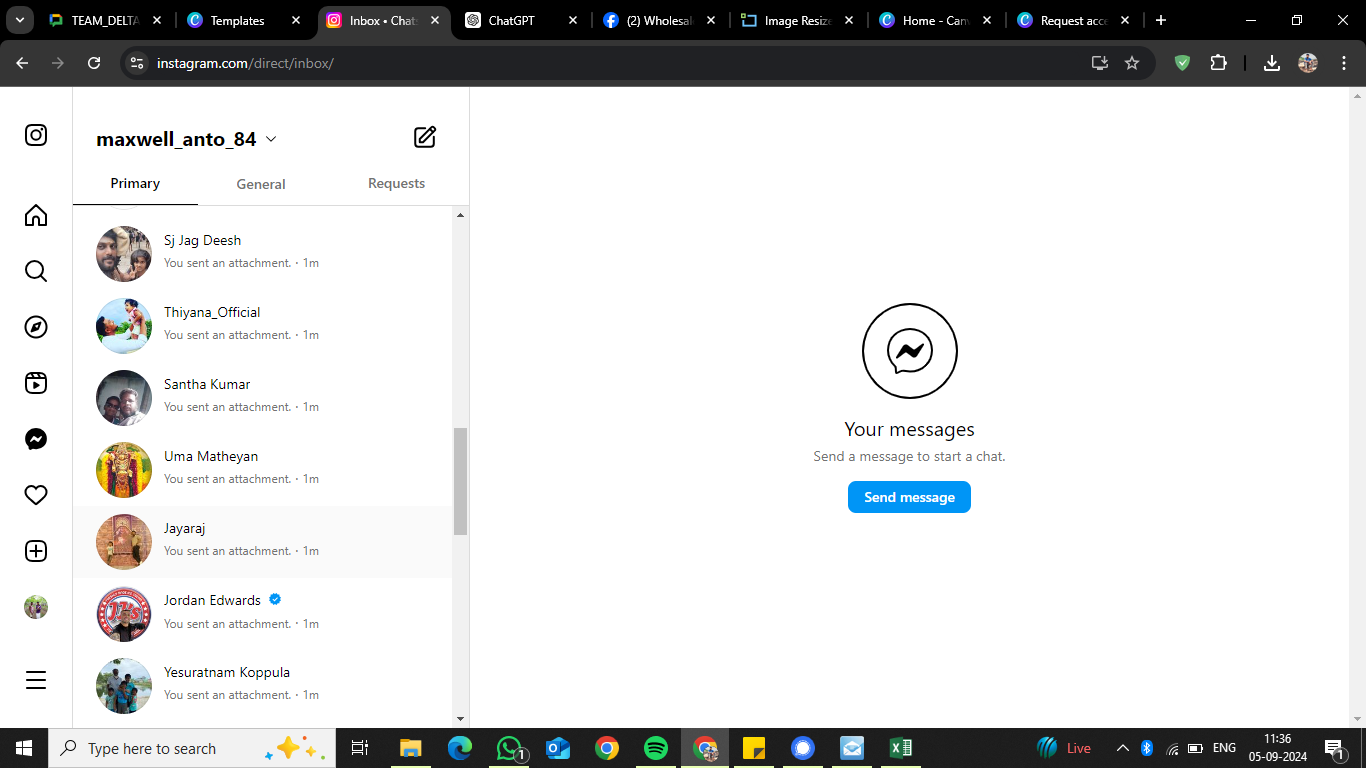 TEAM_DELTA
Templates
Inbox • Chats
ChatGPT
(2) Wholesal
Image Resize
Home - Can
Request acce
instagram.com/direct/inbox/
maxwell_anto_84
Primary
General
Requests
Sj Jag Deesh
You sent an attachment. · 1m
Thiyana_Official
You sent an attachment. · 1m
Santha Kumar
You sent an attachment. · 1m
Uma Matheyan
You sent an attachment. · 1m
Jayaraj
You sent an attachment. · 1m
Jordan Edwards
You sent an attachment. · 1m
Yesuratnam Koppula
You sent an attachment. · 1m
Your messages
Send a message to start a chat.
Send message
Type here to search
1
Live
ENG
11:36
05-09-2024
1